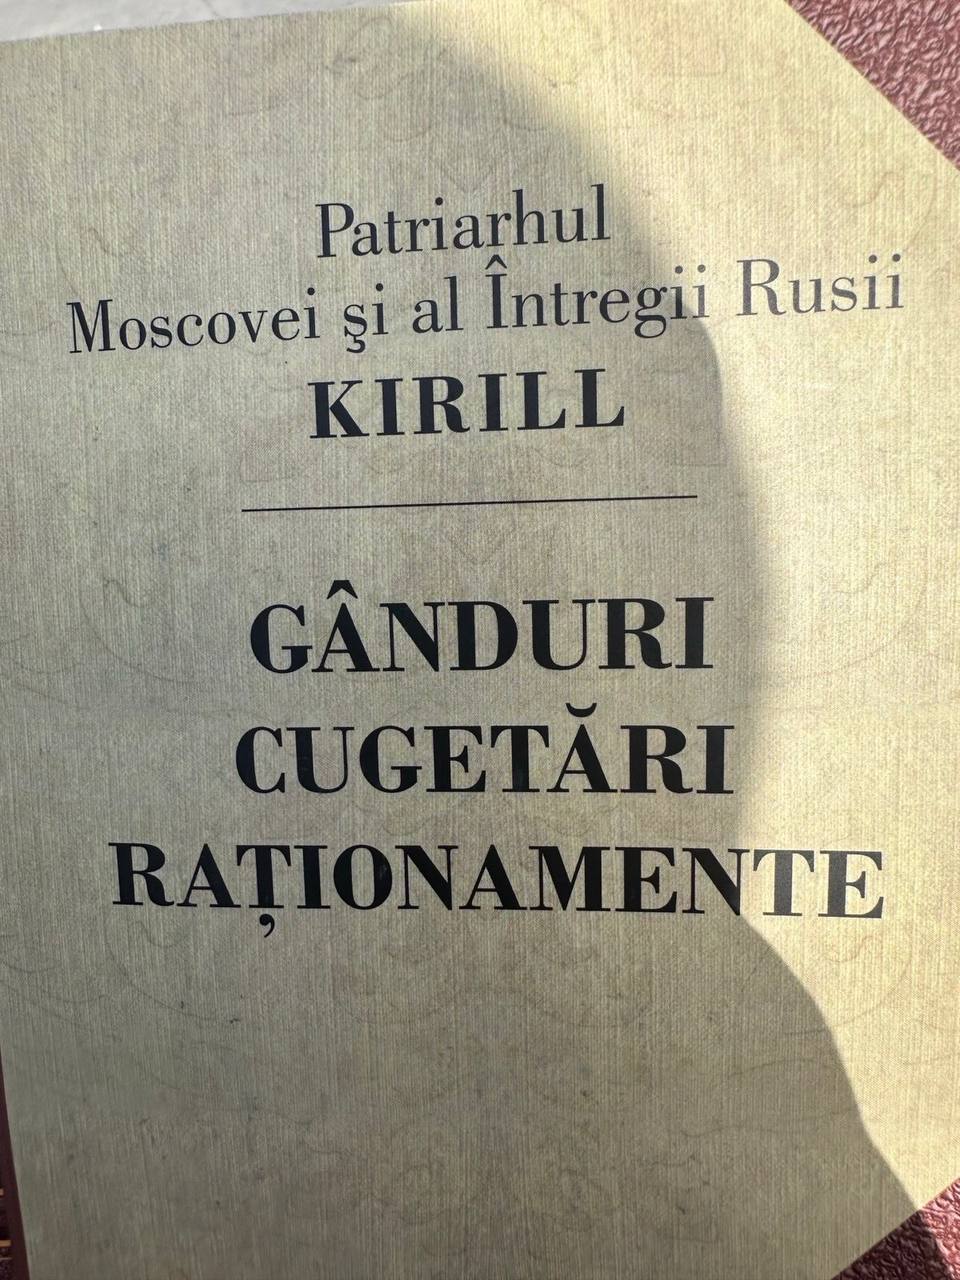 Patriarhul
Moscovei şi al Întregii Rusii
KIRILL
GÂNDURI
CUGETĂRI
RAȚIONAMENTE